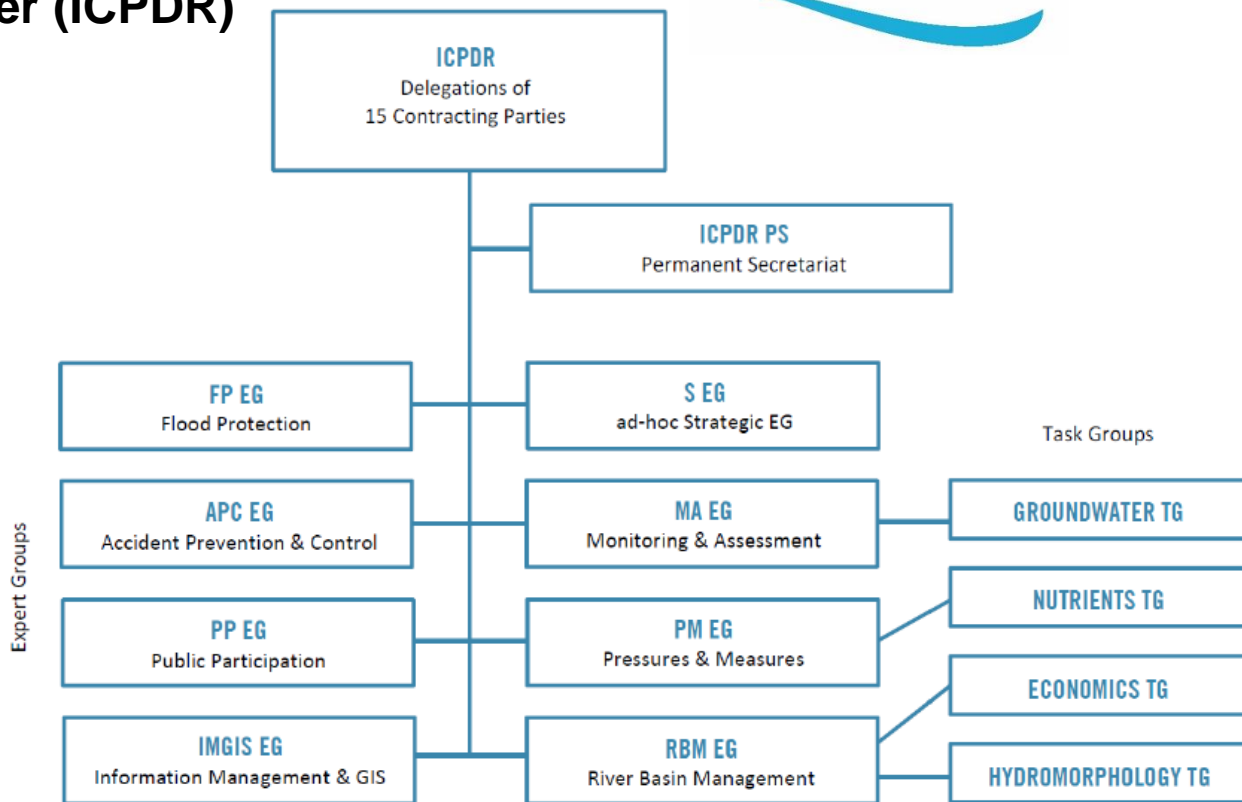 er (ICPDR)
ICPDR
Delegations of
15 Contracting Parties
ICPDR PS
Permanent Secretariat
FP EG
Flood Protection
S EG
ad-hoc Strategic EG
Task Groups
Expert Groups
APC EG
Accident Prevention & Control
MA EG
Monitoring & Assessment
GROUNDWATER TG
NUTRIENTS TG
PP EG
Public Participation
PM EG
Pressures & Measures
ECONOMICS TG
IMGIS EG
Information Management & GIS
RBM EG
River Basin Management
HYDROMORPHOLOGY TG